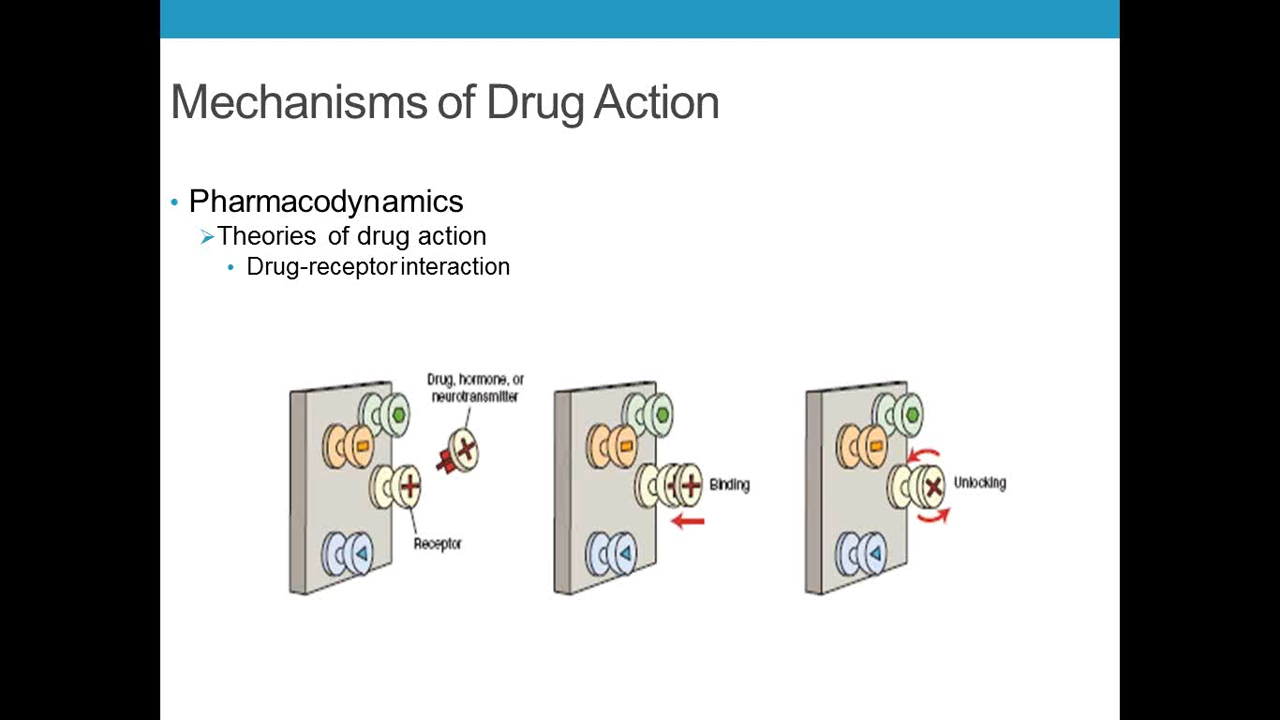 Mechanisms of Drug Action
Pharmacodynamics
Theories of drug action
Drug-receptor interaction
Drug, hormone, or
neurotransmitter
Receptor
Binding
Unlocking